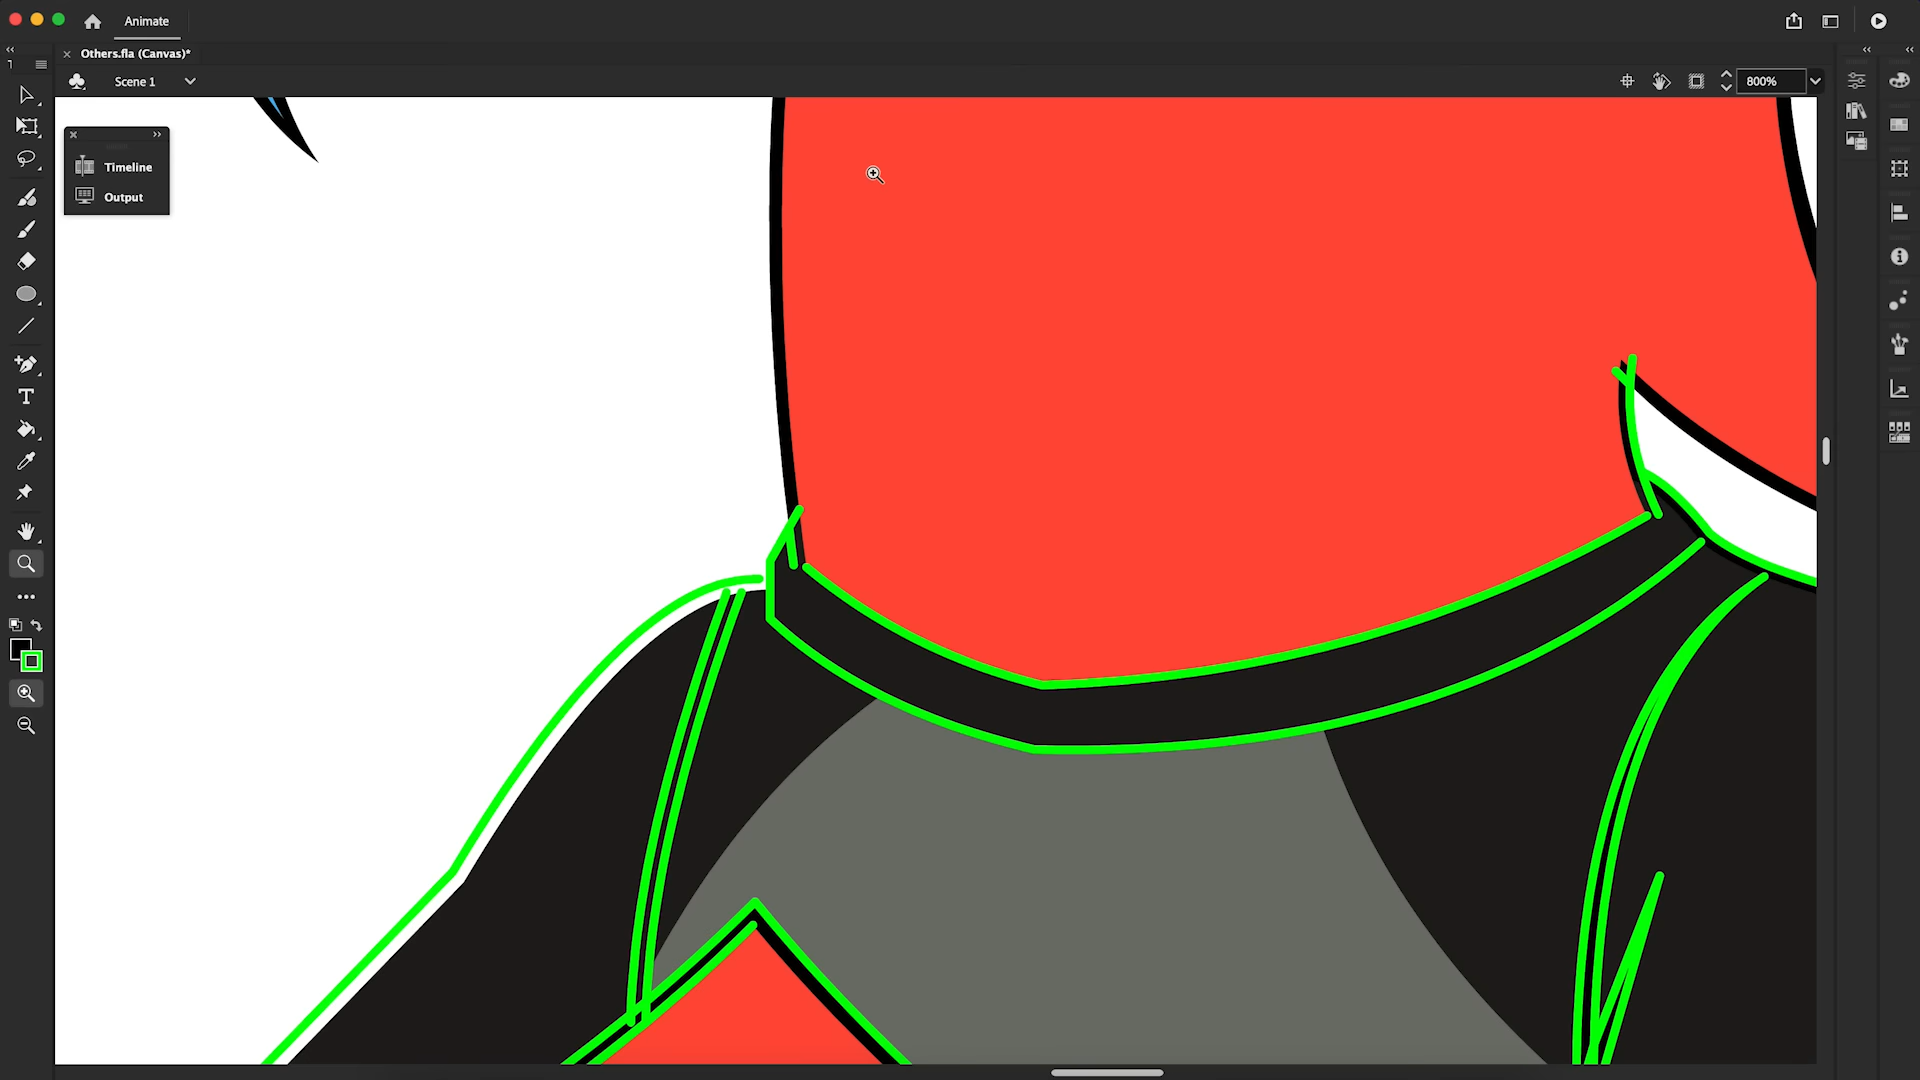 Animate
Others.fla (Canvas)*
Scene 1
800%
Timeline
Output
T